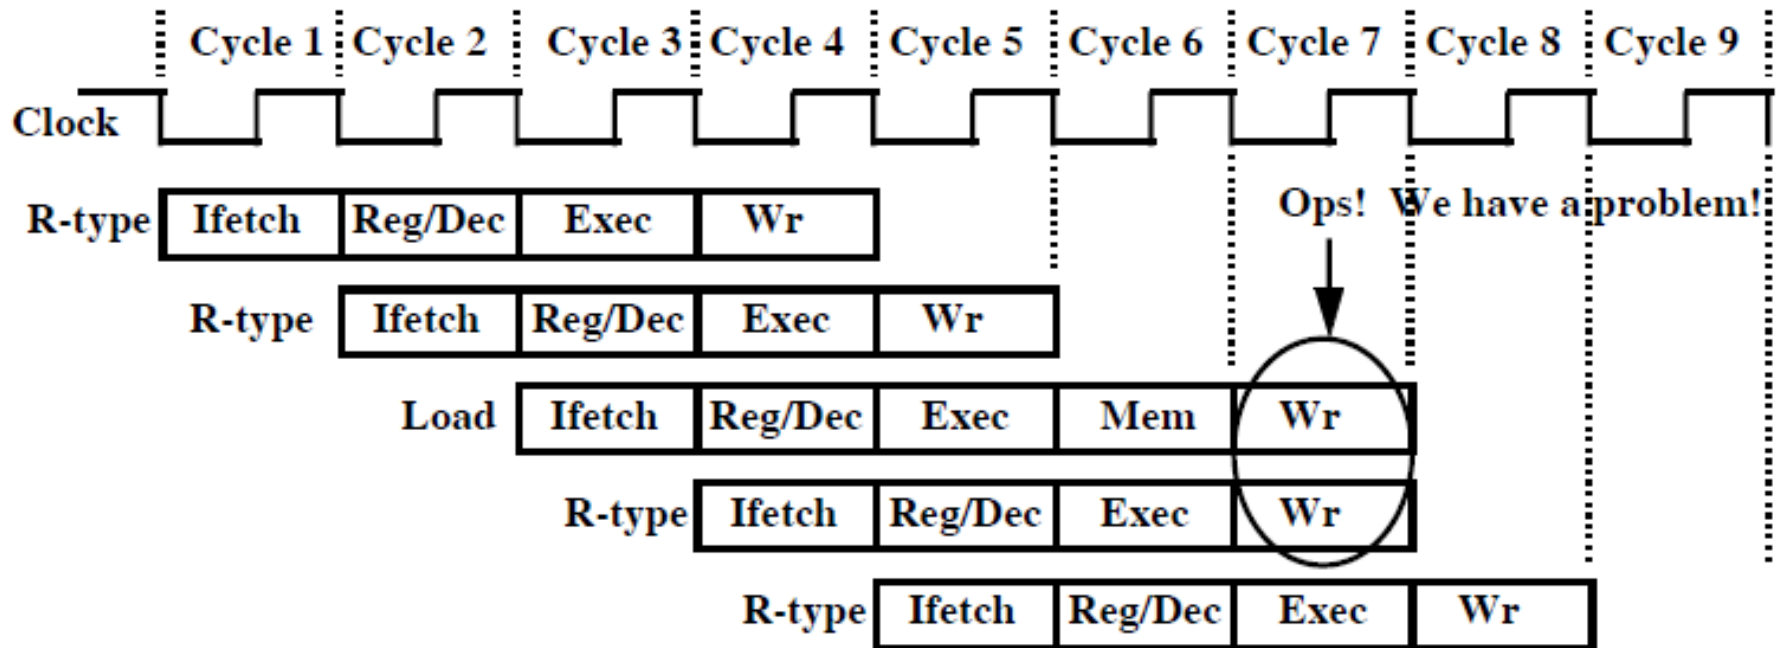 Cycle 1 Cycle 2 Cycle 3 Cycle 4 Cycle 5 Cycle 6 Cycle 7 Cycle 8 Cycle 9
Clock
Ops! We have a problem!
R-type Ifetch Reg/Dec Exec Wr
R-type Ifetch Reg/Dec Exec Wr
Load Ifetch Reg/Dec Exec Mem Wr
R-type Ifetch Reg/Dec Exec Wr
R-type Ifetch Reg/Dec Exec Wr